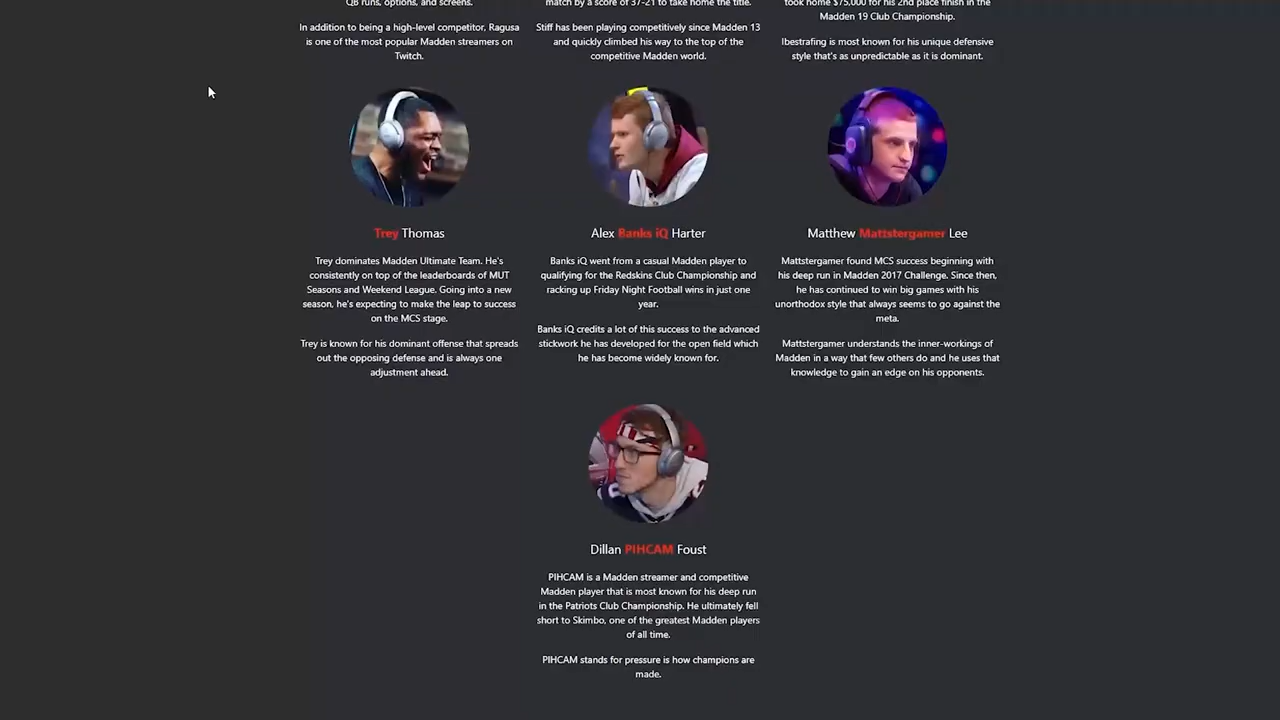 QB runs, options, and screens.
In addition to being a high-level competitor, Ragusa
is one of the most popular Madden streamers on
Twitch.
match by a score of 37-21 to take home the title.
Stiff has been playing competitively since Madden 13
and quickly climbed his way to the top of the
competitive Madden world.
took home $75,000 for his 2nd place finish in the
Madden 19 Club Championship.
Ibestrafing is most known for his unique defensive
style that's as unpredictable as it is dominant.
Trey Thomas
Trey dominates Madden Ultimate Team. He's
consistently on top of the leaderboards of MUT
Seasons and Weekend League. Going into a new
season, he's expecting to make the leap to success
on the MCS stage.
Trey is known for his dominant offense that spreads
out the opposing defense and is always one
adjustment ahead.
Alex Banks iQ Harter
Banks iQ went from a casual Madden player to
qualifying for the Redskins Club Championship and
racking up Friday Night Football wins in just one
year.
Banks iQ credits a lot of this success to the advanced
stickwork he has developed for the open field which
he has become widely known for.
Matthew Mattstergamer Lee
Mattstergamer found MCS success beginning with
his deep run in Madden 2017 Challenge. Since then,
he has continued to win big games with his
unorthodox style that always seems to go against the
meta.
Mattstergamer understands the inner-workings of
Madden in a way that few others do and he uses that
knowledge to gain an edge on his opponents.
Dillan PIHCAM Foust
PIHCAM is a Madden streamer and competitive
Madden player that is most known for his deep run
in the Patriots Club Championship. He ultimately fell
short to Skimbo, one of the greatest Madden players
of all time.
PIHCAM stands for pressure is how champions are
made.